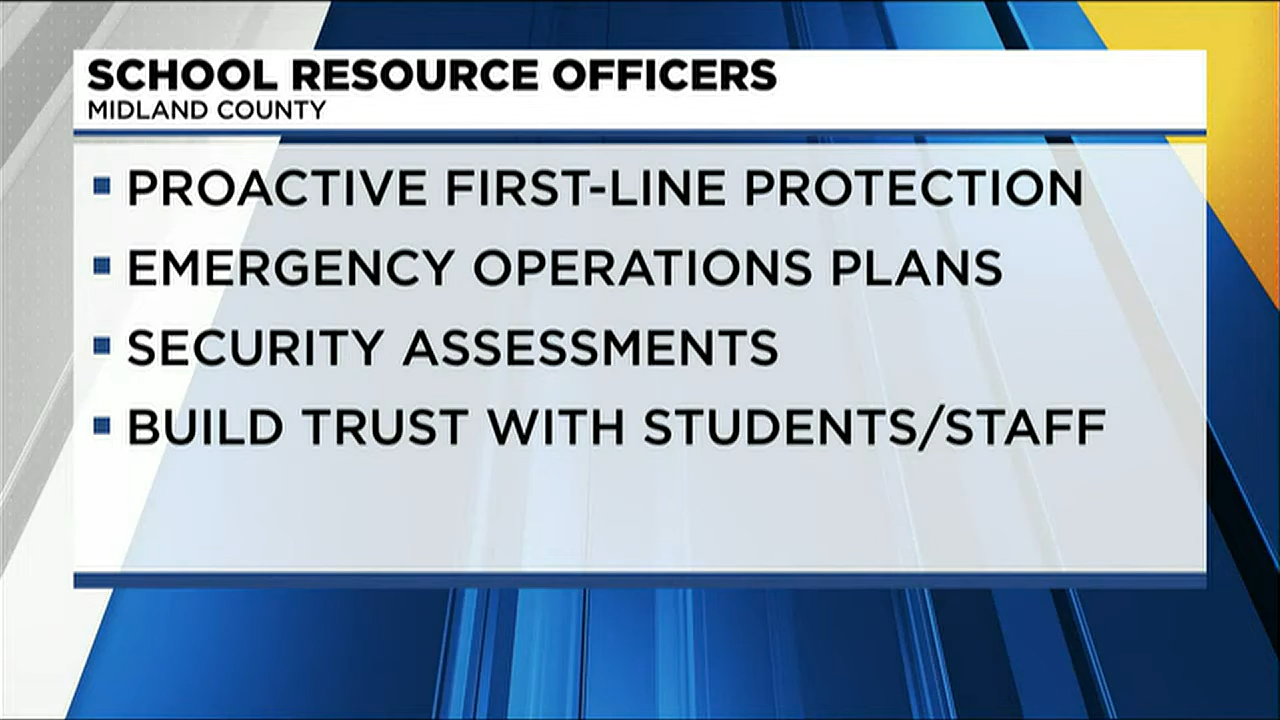 SCHOOL RESOURCE OFFICERS
MIDLAND COUNTY
PROACTIVE FIRST-LINE PROTECTION
EMERGENCY OPERATIONS PLANS
SECURITY ASSESSMENTS
BUILD TRUST WITH STUDENTS/STAFF